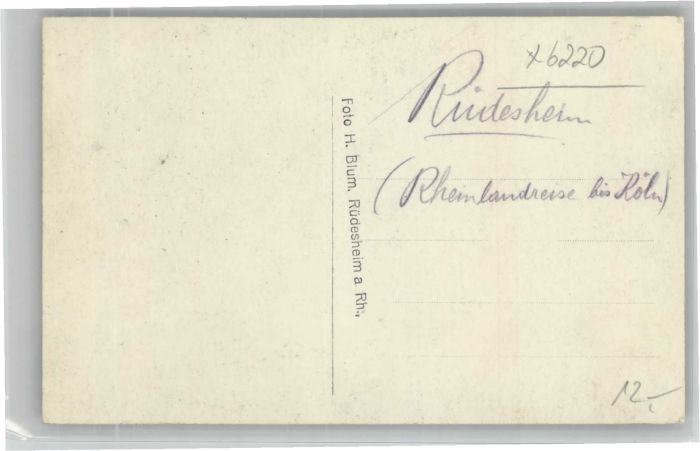 x6220
Rüdesheim
(Rheinlandreise bis Köln)
Foto H. Blum. Rüdesheim a Rh.,
12,-